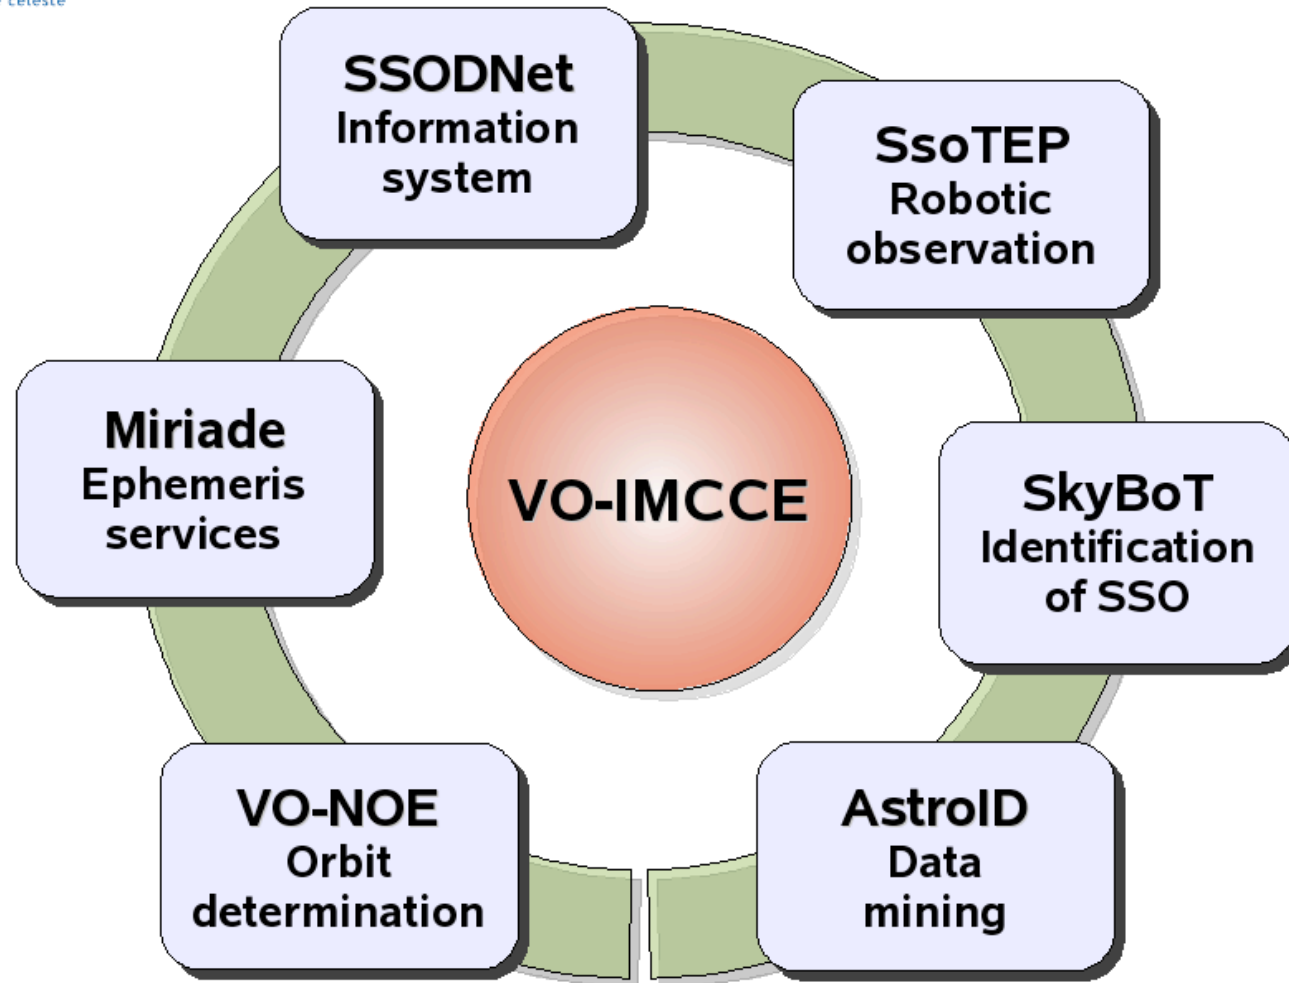 céleste
SSODNet
Information
system
SsoTEP
Robotic
observation
Miriade
Ephemeris
services
VO-IMCCE
SkyBoT
Identification
of SSO
VO-NOE
Orbit
determination
AstroID
Data
mining